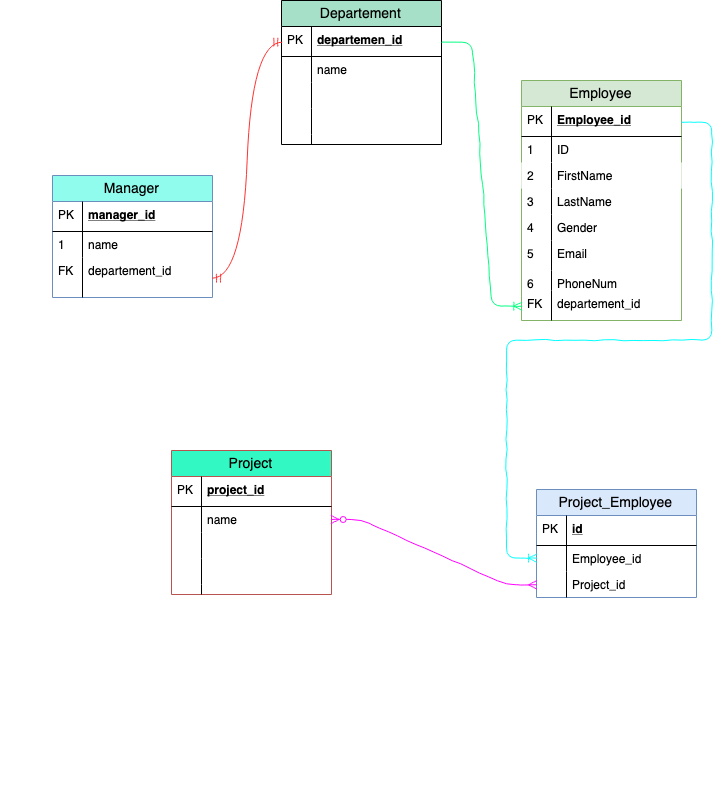 Departement
PK departemen_id
name
Employee
PK Employee_id
1 ID
2 FirstName
3 LastName
4 Gender
5 Email
6 PhoneNum
FK departement_id
Manager
PK manager_id
1 name
FK departement_id
Project
PK project_id
name
Project_Employee
PK id
Employee_id
Project_id